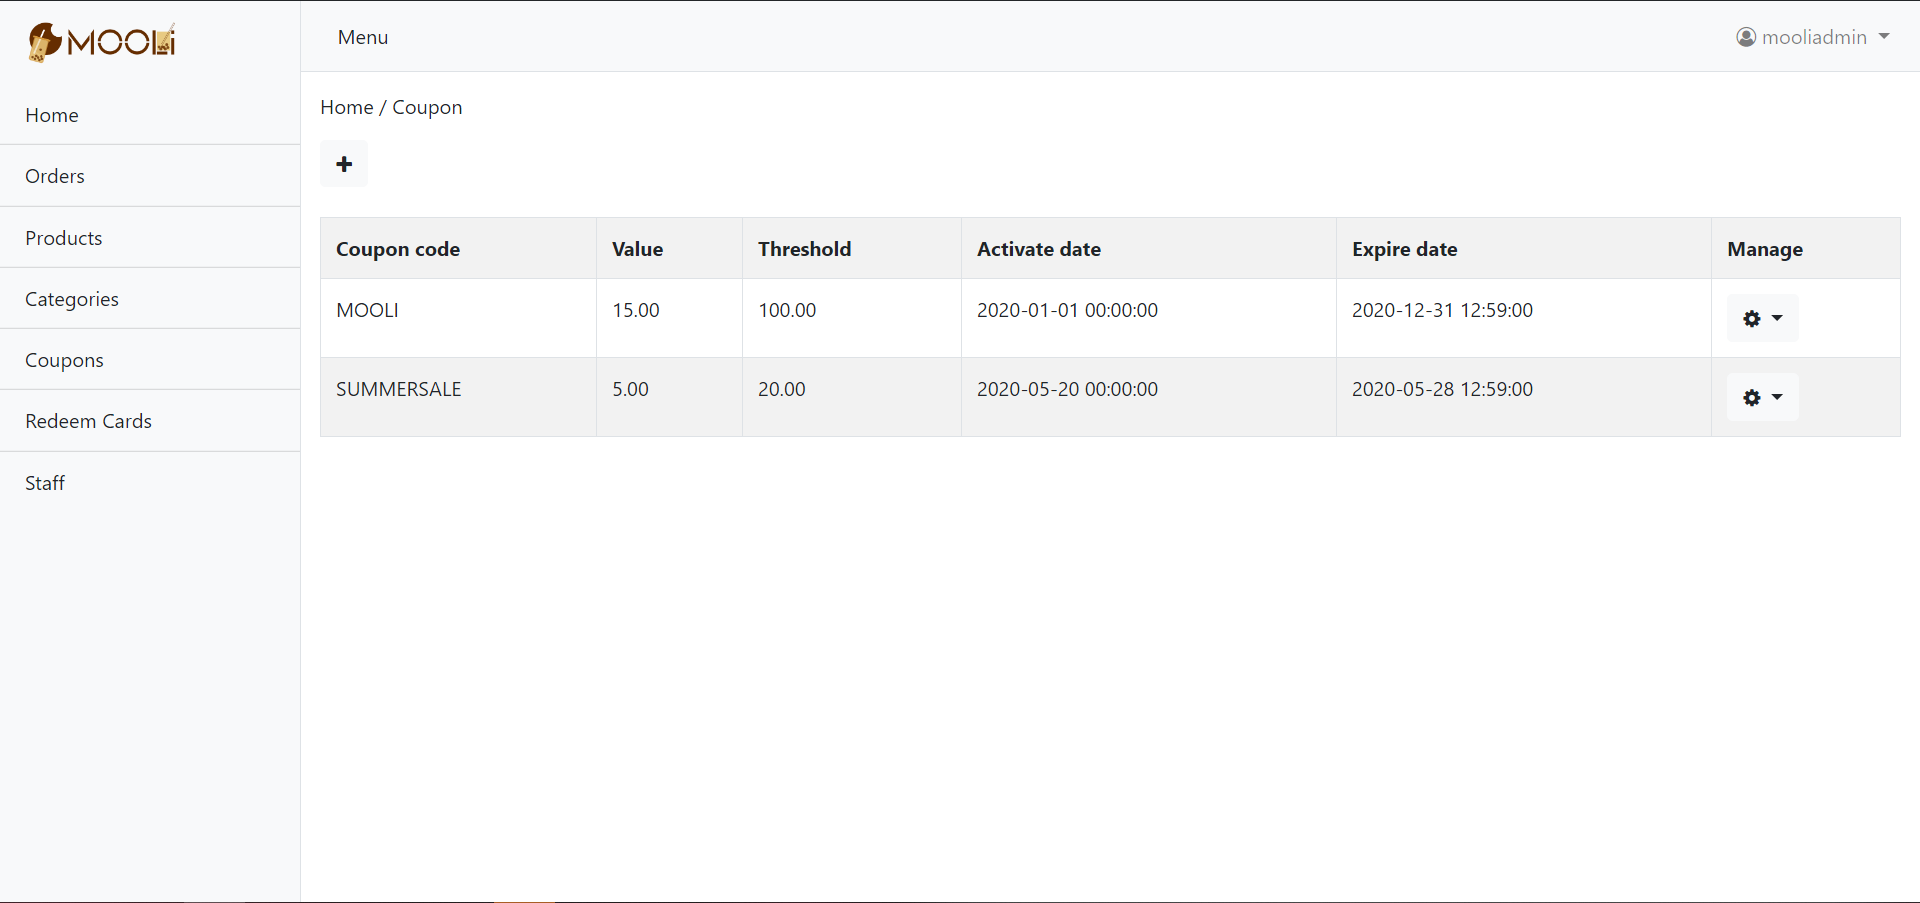 MOOLi
Menu
mooliadmin
Home
Orders
Products
Categories
Coupons
Redeem Cards
Staff
Home / Coupon
Coupon code Value Threshold Activate date Expire date Manage
MOOLI 15.00 100.00 2020-01-01 00:00:00 2020-12-31 12:59:00
SUMMERSALE 5.00 20.00 2020-05-20 00:00:00 2020-05-28 12:59:00